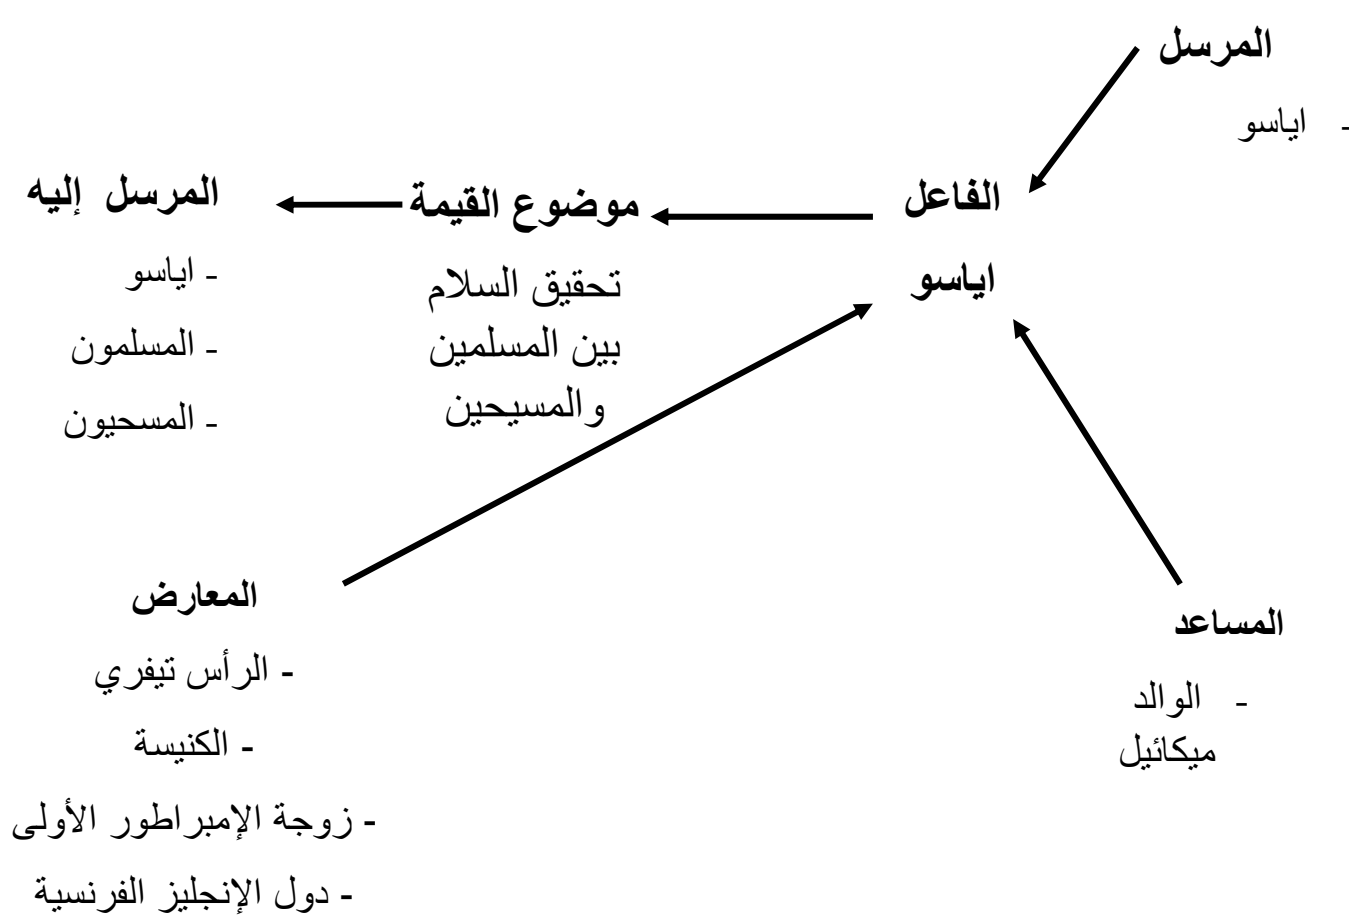 المرسل
- اياسو
الفاعل
اياسو
موضوع القيمة
تحقيق السلام
بين المسلمين
والمسيحين
المرسل إليه
- اياسو
- المسلمون
- المسحيون
المساعد
- الوالد
ميكائيل
المعارض
- الرأس تيفري
- الكنيسة
- زوجة الإمبراطور الأولى
- دول الإنجليز الفرنسية